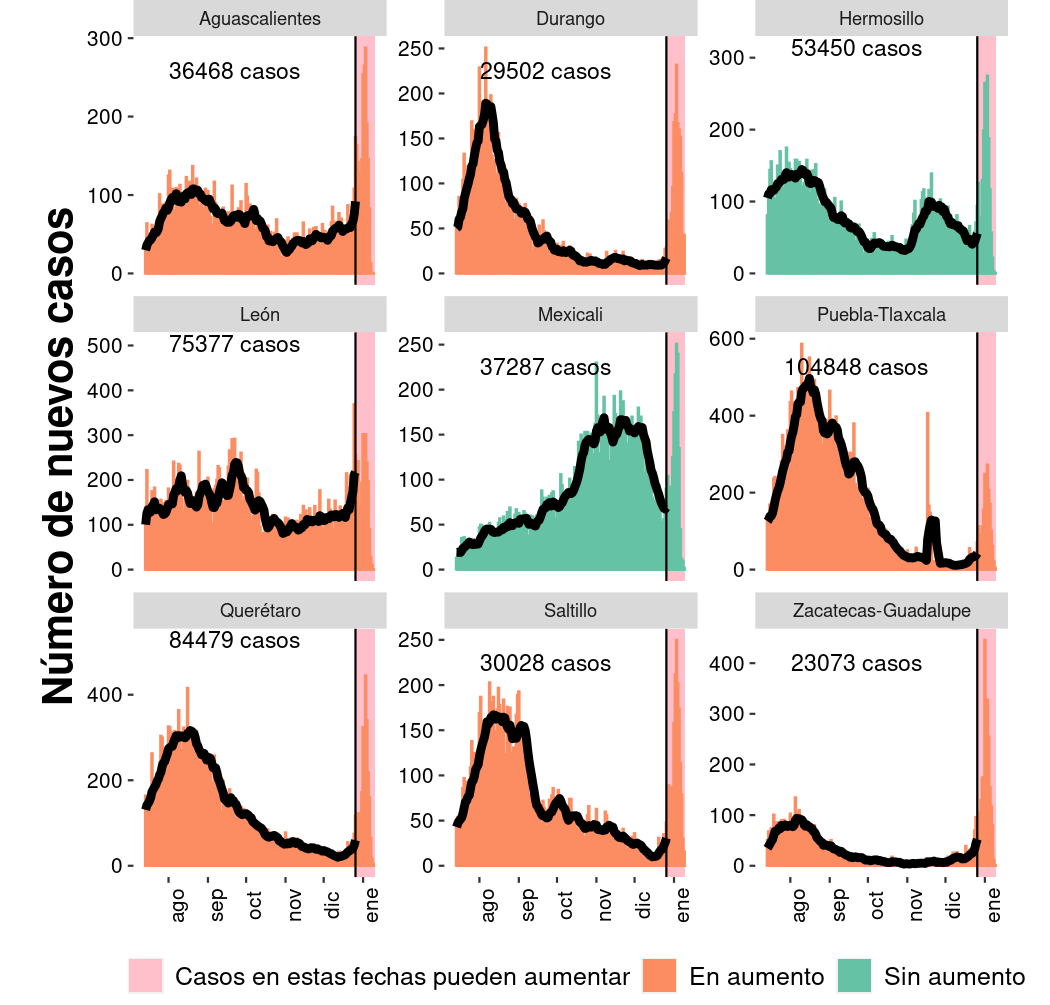 Número de nuevos casos
Aguascalientes
Durango
Hermosillo
300
200
100
0
36468 casos
250
200
150
100
50
0
29502 casos
300
200
100
0
53450 casos
León
Mexicali
Puebla-Tlaxcala
500
400
300
200
100
0
75377 casos
250
200
150
100
50
0
37287 casos
600
400
200
0
104848 casos
Querétaro
Saltillo
Zacatecas-Guadalupe
400
200
0
84479 casos
250
200
150
100
50
0
30028 casos
400
300
200
100
0
23073 casos
ago sep oct nov dic ene
ago sep oct nov dic ene
ago sep oct nov dic ene
Casos en estas fechas pueden aumentar En aumento Sin aumento